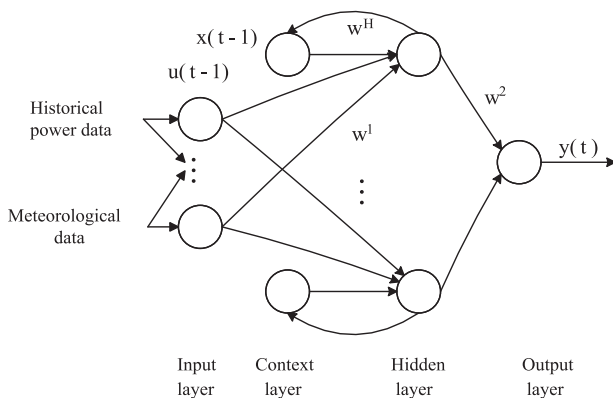 x(t-1)
w^H
u(t-1)
Historical
power data
w^1
w^2
y(t)
Meteorological
data
Input
layer
Context
layer
Hidden
layer
Output
layer